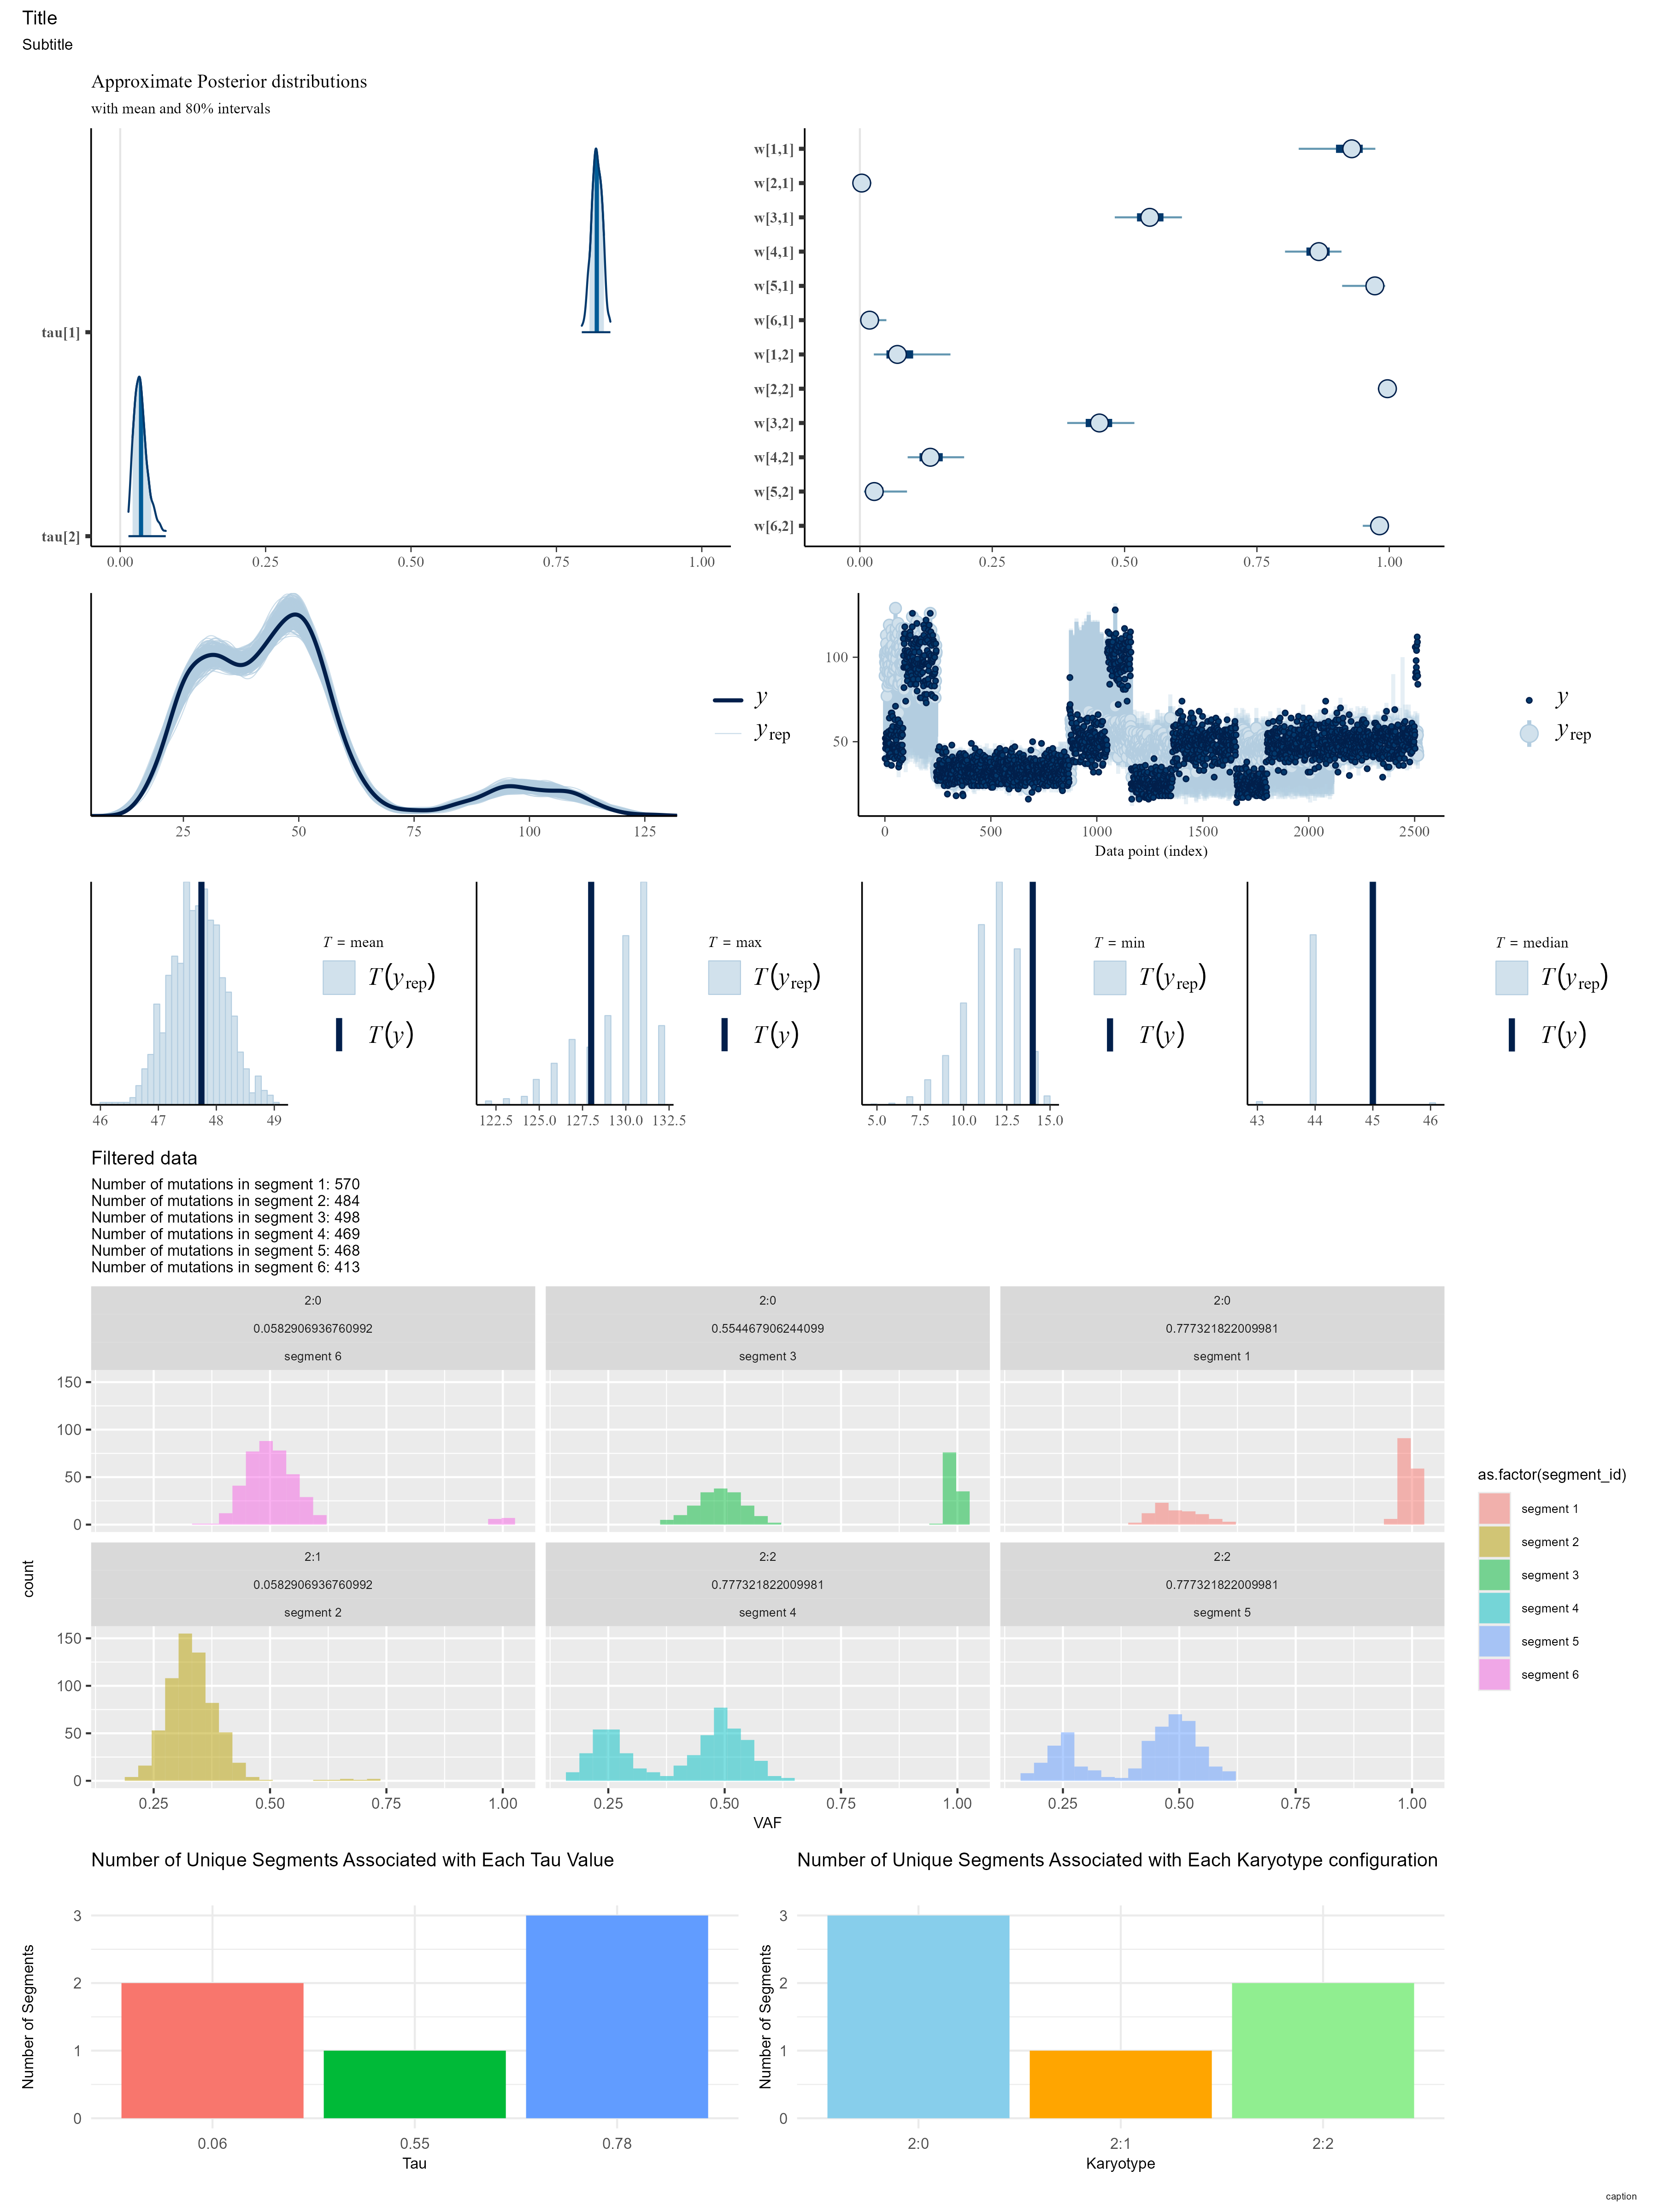 Title
Subtitle
Approximate Posterior distributions
with mean and 80% intervals
tau[1]
tau[2]
0.00 0.25 0.50 0.75 1.00
w[1,1]
w[2,1]
w[3,1]
w[4,1]
w[5,1]
w[6,1]
w[1,2]
w[2,2]
w[3,2]
w[4,2]
w[5,2]
w[6,2]
0.00 0.25 0.50 0.75 1.00
25 50 75 100 125
y
yrep
100
50
0 500 1000 1500 2000 2500
Data point (index)
y
yrep
46 47 48 49
T = mean
T(yrep)
T(y)
122.5 125.0 127.5 130.0 132.5
T = max
T(yrep)
T(y)
5.0 7.5 10.0 12.5 15.0
T = min
T(yrep)
T(y)
43 44 45 46
T = median
T(yrep)
T(y)
Filtered data
Number of mutations in segment 1: 570
Number of mutations in segment 2: 484
Number of mutations in segment 3: 498
Number of mutations in segment 4: 469
Number of mutations in segment 5: 468
Number of mutations in segment 6: 413
2:0 2:0 2:0
0.0582906936760992 0.554467906244099 0.777321822009981
segment 6 segment 3 segment 1
150
100
50
0
2:1 2:2 2:2
0.0582906936760992 0.777321822009981 0.777321822009981
segment 2 segment 4 segment 5
150
100
50
0
count
0.25 0.50 0.75 1.00 0.25 0.50 0.75 1.00 0.25 0.50 0.75 1.00
VAF
as.factor(segment_id)
segment 1
segment 2
segment 3
segment 4
segment 5
segment 6
Number of Unique Segments Associated with Each Tau Value
Number of Segments
3
2
1
0
0.06 0.55 0.78
Tau
Number of Unique Segments Associated with Each Karyotype configuration
Number of Segments
3
2
1
0
2:0 2:1 2:2
Karyotype
caption